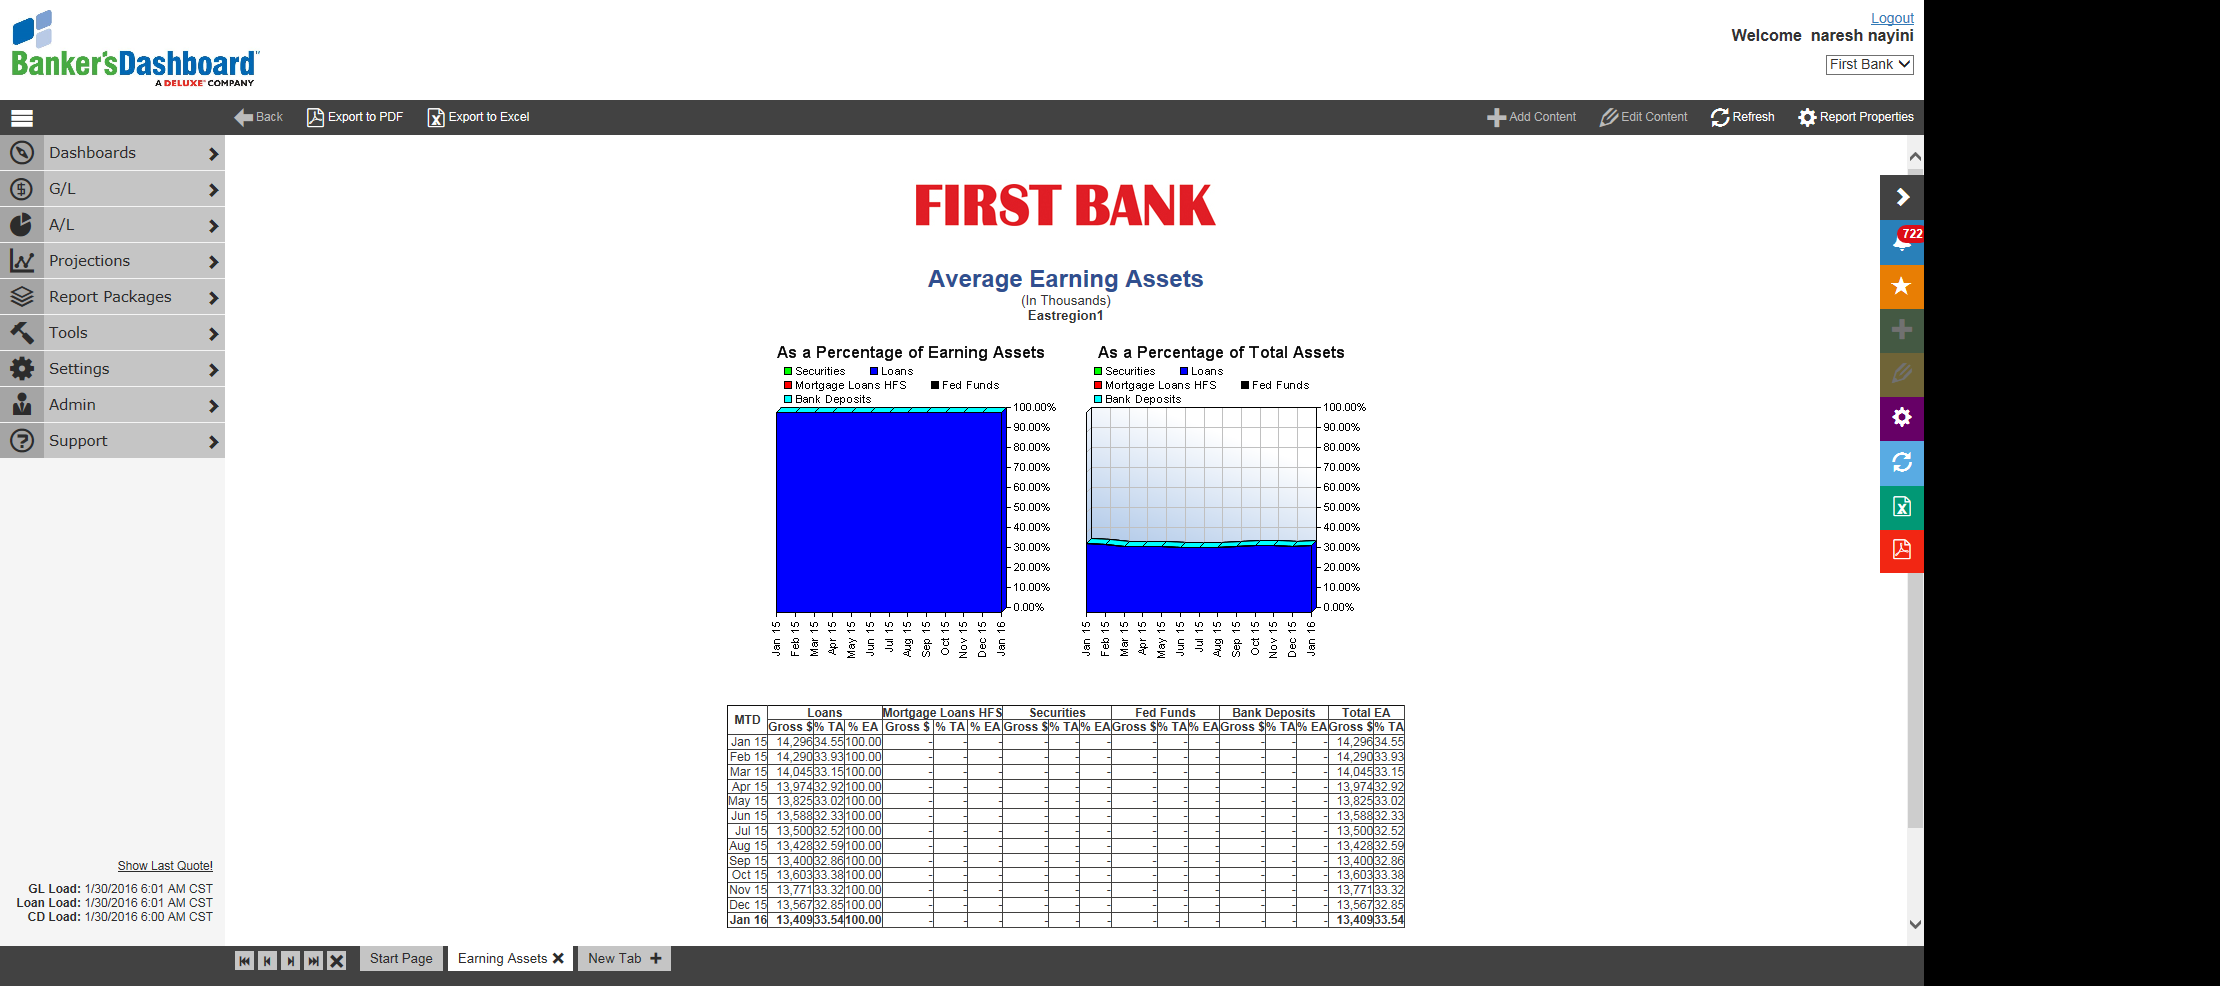 Banker'sDashboard
A DELUXE COMPANY
Logout
Welcome naresh nayini
First Bank
Back
Export to PDF
Export to Excel
Add Content
Edit Content
Refresh
Report Properties
Dashboards
G/L
A/L
Projections
Report Packages
Tools
Settings
Admin
Support
722
FIRST BANK
Average Earning Assets
(In Thousands)
Eastregion1
As a Percentage of Earning Assets
Securities Loans
Mortgage Loans HFS Fed Funds
Bank Deposits
100.00%
90.00%
80.00%
70.00%
60.00%
50.00%
40.00%
30.00%
20.00%
10.00%
0.00%
Jan 15 Feb 15 Mar 15 Apr 15 May 15 Jun 15 Jul 15 Aug 15 Sep 15 Oct 15 Nov 15 Dec 15 Jan 16
As a Percentage of Total Assets
Securities Loans
Mortgage Loans HFS Fed Funds
Bank Deposits
100.00%
90.00%
80.00%
70.00%
60.00%
50.00%
40.00%
30.00%
20.00%
10.00%
0.00%
Jan 15 Feb 15 Mar 15 Apr 15 May 15 Jun 15 Jul 15 Aug 15 Sep 15 Oct 15 Nov 15 Dec 15 Jan 16
MTD Loans Mortgage Loans HFS Securities Fed Funds Bank Deposits Total EA
Gross $ % TA % EA Gross $ % TA % EA Gross $ % TA % EA Gross $ % TA % EA Gross $ % TA % EA Gross $ % TA
Jan 15 14,296 34.55 100.00 - - - - - - - - - - - - 14,296 34.55
Feb 15 14,290 33.93 100.00 - - - - - - - - - - - - 14,290 33.93
Mar 15 14,045 33.15 100.00 - - - - - - - - - - - - 14,045 33.15
Apr 15 13,974 32.92 100.00 - - - - - - - - - - - - 13,974 32.92
May 15 13,825 33.02 100.00 - - - - - - - - - - - - 13,825 33.02
Jun 15 13,588 32.33 100.00 - - - - - - - - - - - - 13,588 32.33
Jul 15 13,500 32.52 100.00 - - - - - - - - - - - - 13,500 32.52
Aug 15 13,428 32.59 100.00 - - - - - - - - - - - - 13,428 32.59
Sep 15 13,400 32.86 100.00 - - - - - - - - - - - - 13,400 32.86
Oct 15 13,603 33.38 100.00 - - - - - - - - - - - - 13,603 33.38
Nov 15 13,771 33.32 100.00 - - - - - - - - - - - - 13,771 33.32
Dec 15 13,567 32.85 100.00 - - - - - - - - - - - - 13,567 32.85
Jan 16 13,409 33.54 100.00 - - - - - - - - - - - - 13,409 33.54
Show Last Quote!
GL Load: 1/30/2016 6:01 AM CST
Loan Load: 1/30/2016 6:01 AM CST
CD Load: 1/30/2016 6:00 AM CST
Start Page
Earning Assets
New Tab